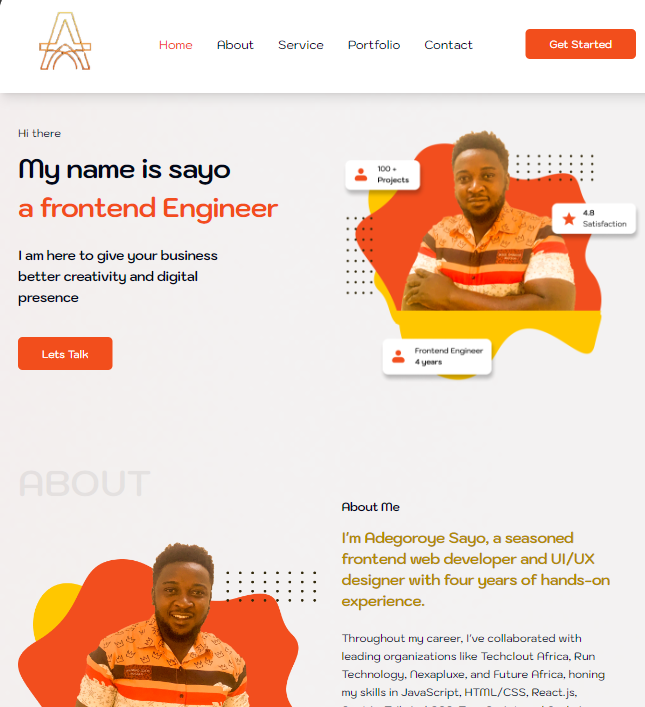 Home About Service Portfolio Contact Get Started
Hi there
My name is sayo
a frontend Engineer
I am here to give your business
better creativity and digital
presence
Lets Talk
100 +
Projects
4.8
Satisfaction
Frontend Engineer
4 years
ABOUT
About Me
I'm Adegoroye Sayo, a seasoned
frontend web developer and UI/UX
designer with four years of hands-on
experience.
Throughout my career, I've collaborated with
leading organizations like Techclout Africa, Run
Technology, Nexapluxe, and Future Africa, honing
my skills in JavaScript, HTML/CSS, React.js,